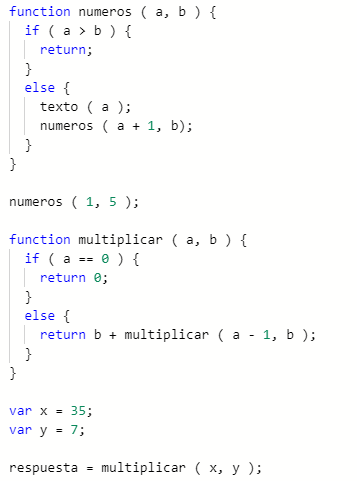 function numeros ( a, b ) {
if ( a > b ) {
return;
}
else {
texto ( a );
numeros ( a + 1, b);
}
}
numeros ( 1, 5 );
function multiplicar ( a, b ) {
if ( a == 0 ) {
return 0;
}
else {
return b + multiplicar ( a - 1, b );
}
}
var x = 35;
var y = 7;
respuesta = multiplicar ( x, y );